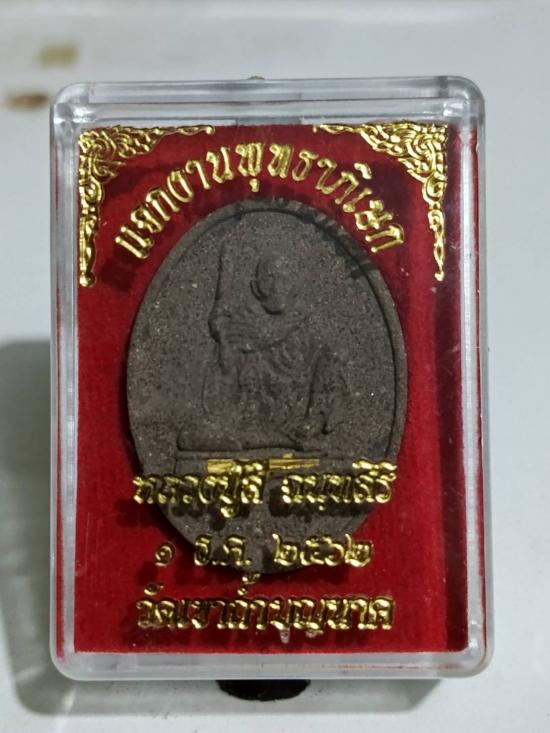 แจกงานพุทธาภิเษก
หลวงปู่สี ฉนฺทสิริ
๑ ธ.ค. ๒๕๖๒
วัดเขาถ้ำบุญนาค